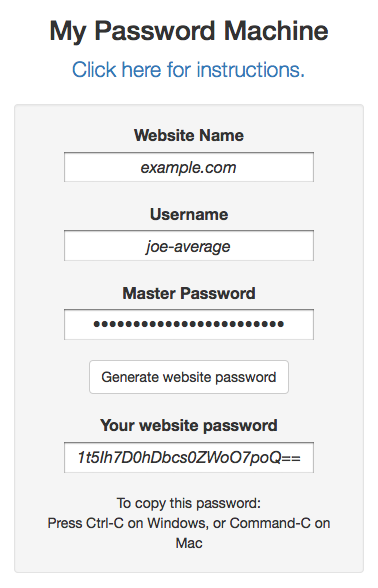 My Password Machine
Click here for instructions.
Website Name
example.com
Username
joe-average
Master Password
••••••••••••••••••••••••
Generate website password
Your website password
1t5Ih7D0hDbcs0ZWoO7poQ==
To copy this password:
Press Ctrl-C on Windows, or Command-C on
Mac